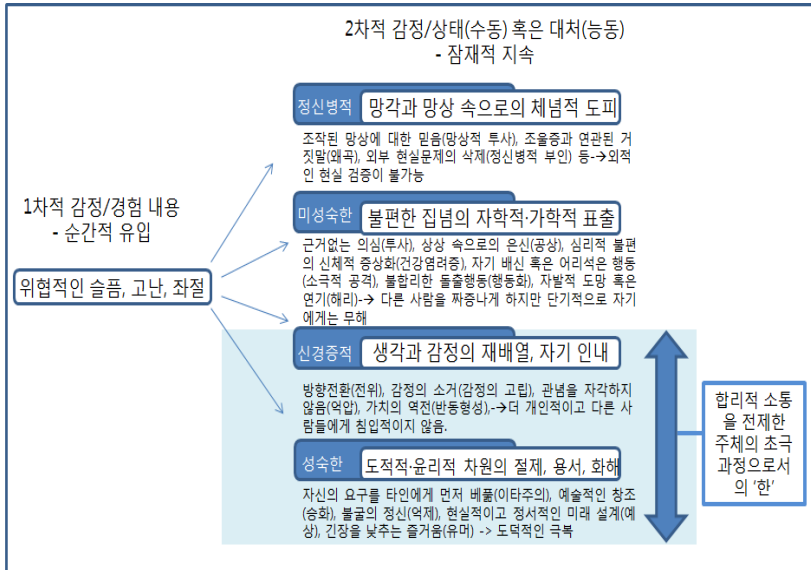 2차적 감정/상태(수동) 혹은 대처(능동)
- 잠재적 지속
정신병적
망각과 망상 속으로의 체념적 도피
조작된 망상에 대한 믿음(망상적 투사), 조울증과 연관된 거
짓말(왜곡), 외부 현실문제의 삭제(정신병적 부인) 등-→외적
인 현실 검증이 불가능
1차적 감정/경험 내용
- 순간적 유입
위협적인 슬픔, 고난, 좌절
미성숙한
불편한 집념의 자학적·가학적 표출
근거없는 의심(투사), 상상 속으로의 은신(공상), 심리적 불편
의 신체적 증상화(건강염려증), 자기 배신 혹은 어리석은 행동
(소극적 공격), 불합리한 돌출행동(행동화), 자발적 도망 혹은
연기(해리)-→ 다른 사람을 짜증나게 하지만 단기적으로 자기
에게는 무해
신경증적
생각과 감정의 재배열, 자기 인내
방향전환(전위), 감정의 소거(감정의 고립), 관념을 자각하지
않음(억압), 가치의 역전(반동형성),-→더 개인적이고 다른 사
람들에게 침입적이지 않음.
성숙한
도적적·윤리적 차원의 절제, 용서, 화해
자신의 요구를 타인에게 먼저 베풂(이타주의), 예술적인 창조
(승화), 불굴의 정신(억제), 현실적이고 정서적인 미래 설계(예
상), 긴장을 낮추는 즐거움(유머) -> 도덕적인 극복
합리적 소통
을 전제한
주체의 초극
과정으로서
의 '한'